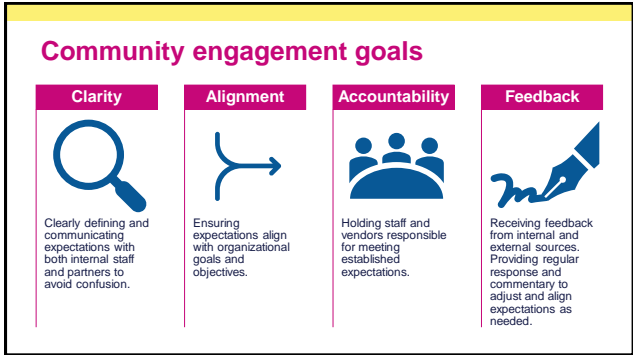 Community engagement goals
Clarity
Clearly defining and
communicating
expectations with
both internal staff
and partners to
avoid confusion.
Alignment
Ensuring
expectations align
with organizational
goals and
objectives.
Accountability
Holding staff and
vendors responsible
for meeting
established
expectations.
Feedback
Receiving feedback
from internal and
external sources.
Providing regular
response and
commentary to
adjust and align
expectations as
needed.